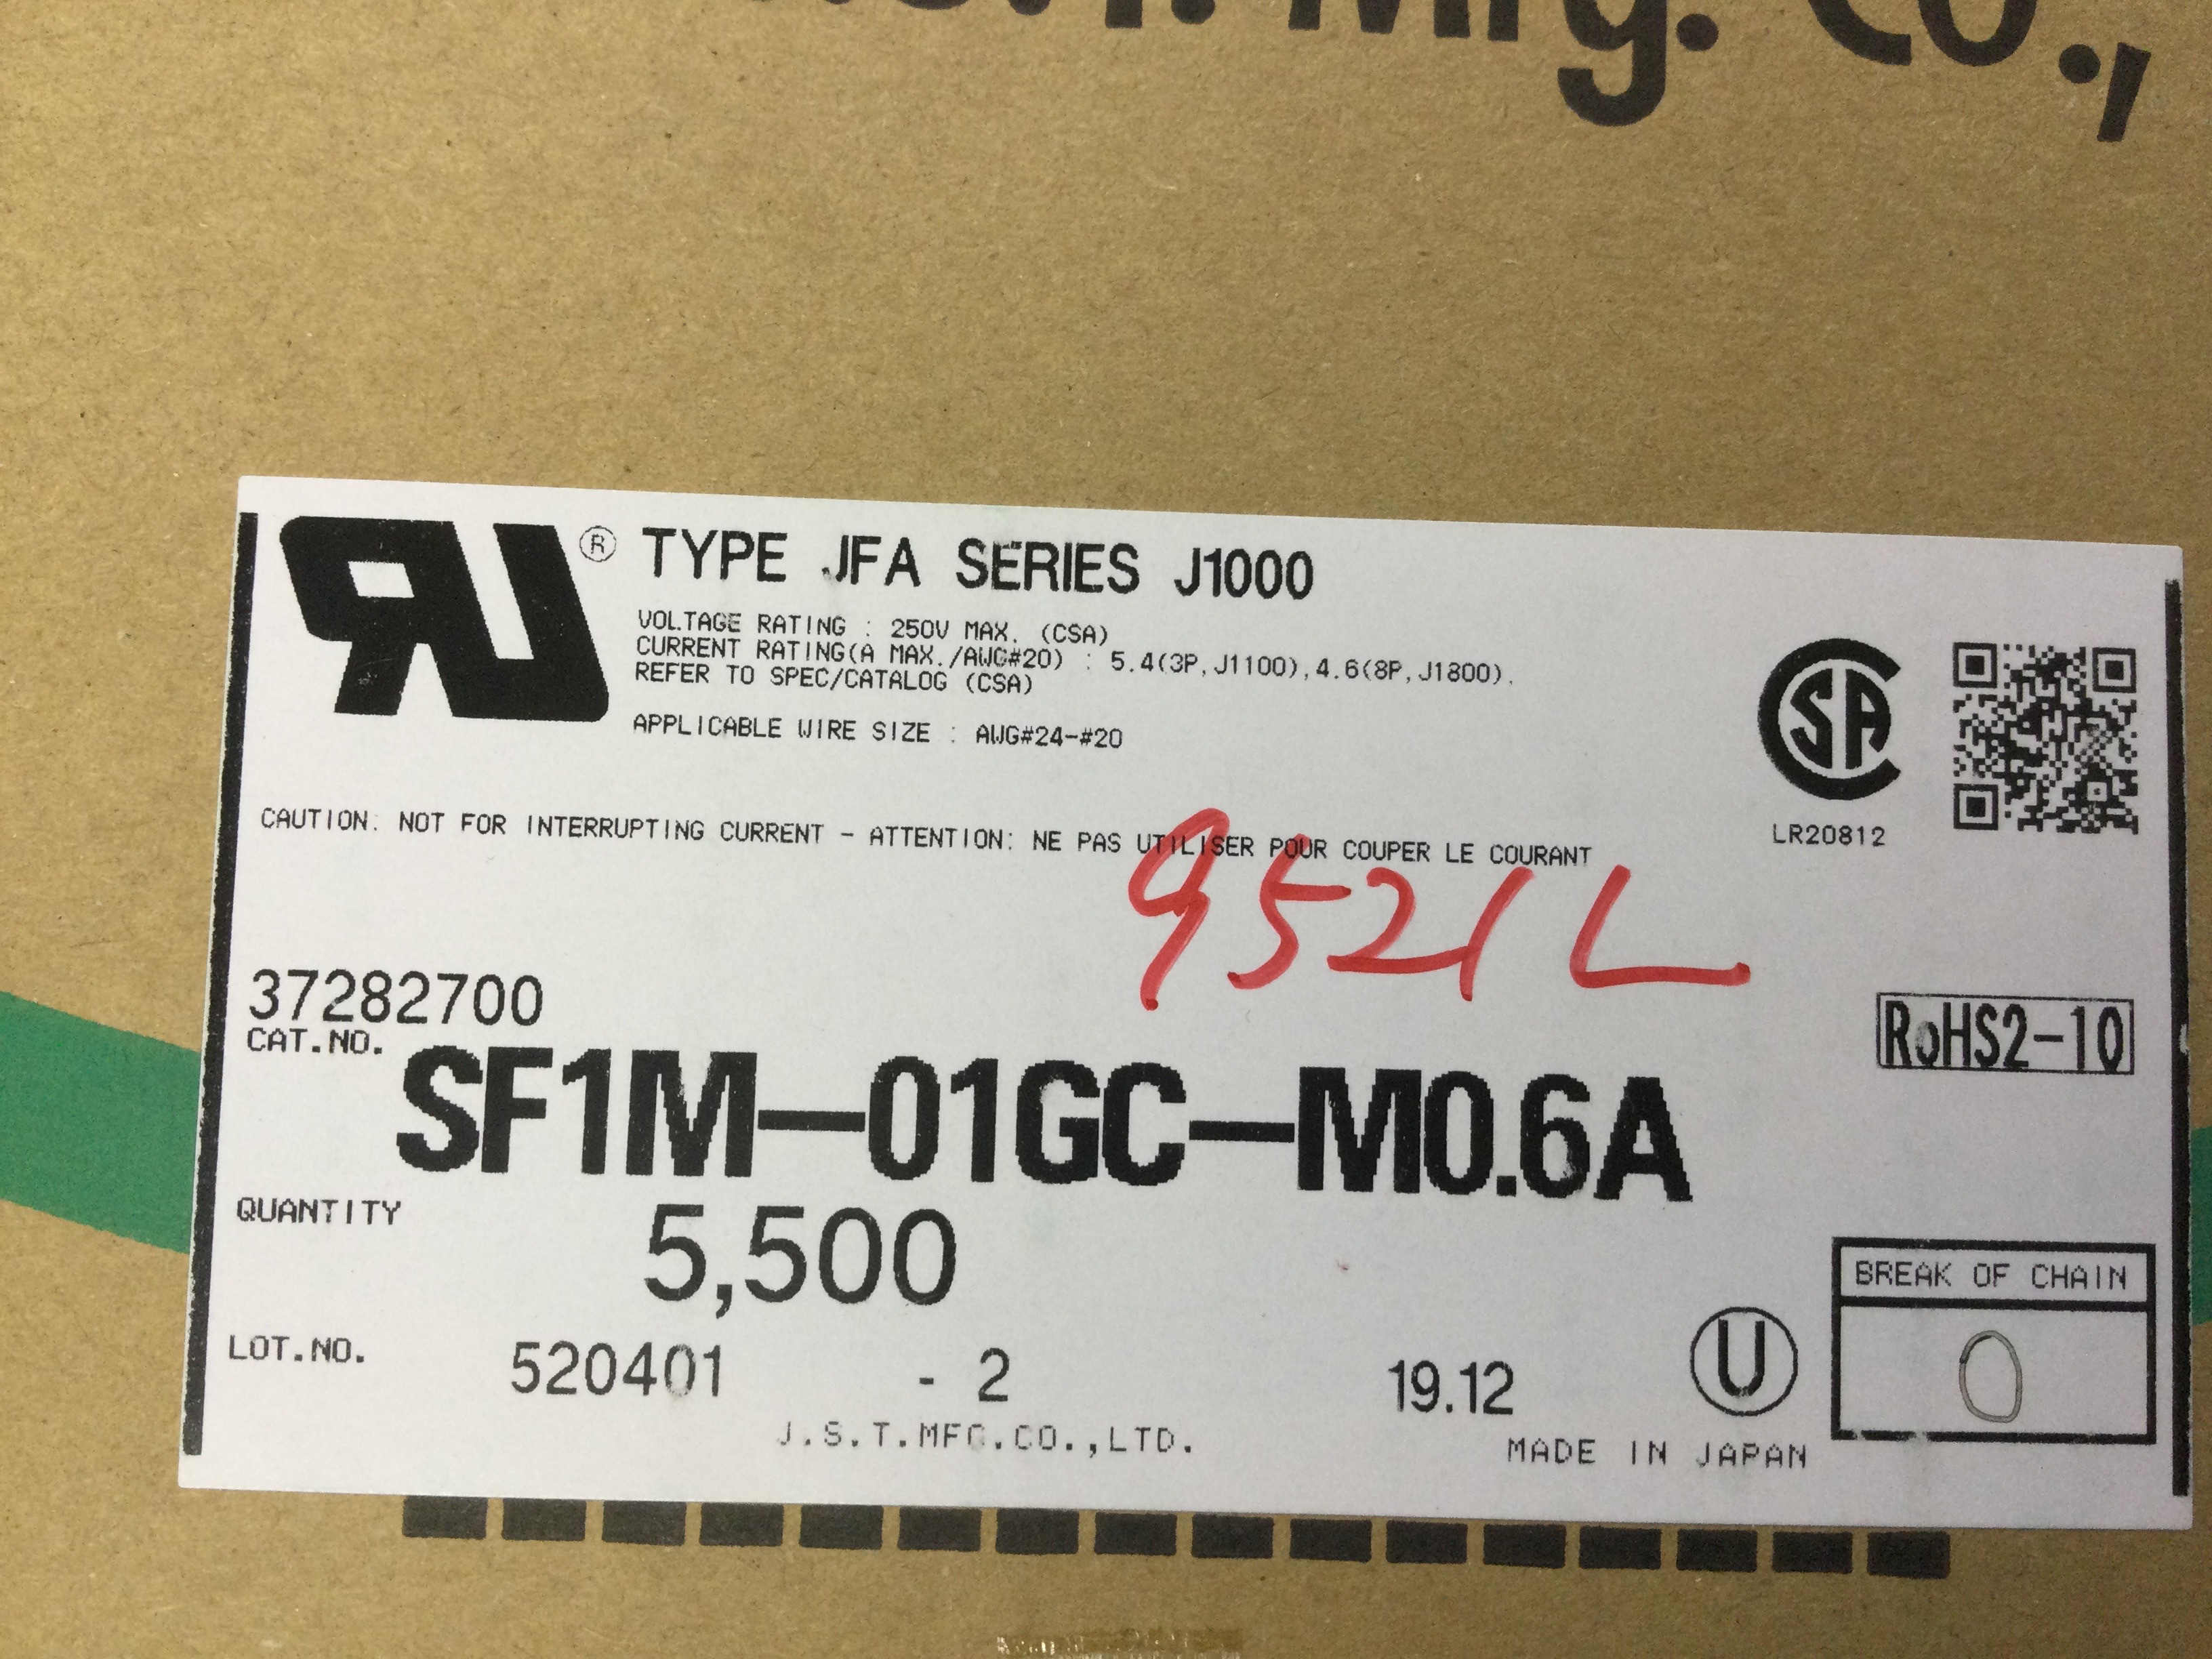 Mfg. Co.,
® TYPE JFA SERIES J1000
VOLTAGE RATING : 250V MAX. (CSA)
CURRENT RATING(A MAX./AWG#20) : 5.4(3P,J1100),4.6(8P,J1800).
REFER TO SPEC/CATALOG (CSA)
APPLICABLE WIRE SIZE : AWG#24-#20
CSA
LR20812
CAUTION: NOT FOR INTERRUPTING CURRENT - ATTENTION: NE PAS UTILISER POUR COUPER LE COURANT
9521L
37282700
RoHS2-10
CAT.NO. SF1M-01GC-M0.6A
QUANTITY 5,500
BREAK OF CHAIN
0
LOT.NO. 520401 - 2 19.12 U
J.S.T.MFG.CO.,LTD.
MADE IN JAPAN